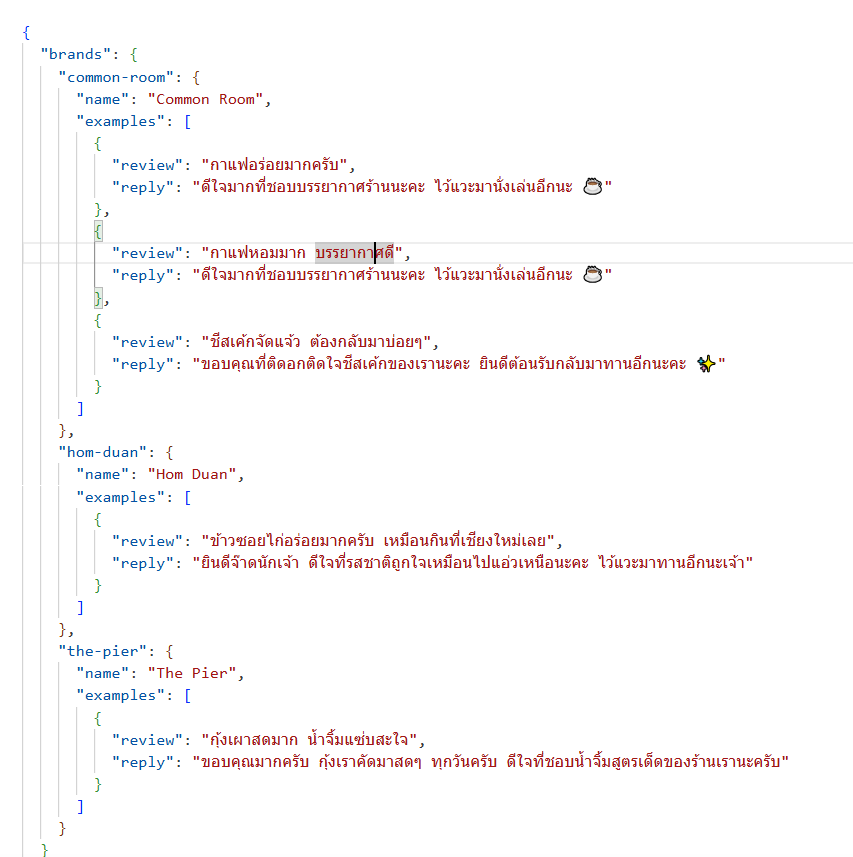 {
"brands": {
"common-room": {
"name": "Common Room",
"examples": [
{
"review": "กาแฟอร่อยมากครับ",
"reply": "ดีใจมากที่ชอบบรรยากาศร้านนะคะ ไว้แวะมานั่งเล่นอีกนะ ☕"
},
{
"review": "กาแฟหอมมาก บรรยากาศดี",
"reply": "ดีใจมากที่ชอบบรรยากาศร้านนะคะ ไว้แวะมานั่งเล่นอีกนะ ☕"
},
{
"review": "ชีสเค้กจัดแจ้ว ต้องกลับมาบ่อยๆ",
"reply": "ขอบคุณที่ติดอกติดใจชีสเค้กของเรานะคะ ยินดีต้อนรับกลับมาทานอีกนะคะ ✨"
}
]
},
"hom-duan": {
"name": "Hom Duan",
"examples": [
{
"review": "ข้าวซอยไก่อร่อยมากครับ เหมือนกินที่เชียงใหม่เลย",
"reply": "ยินดีจ๊าดนักเจ้า ดีใจที่รสชาติถูกใจเหมือนไปแอ่วเหนือนะคะ ไว้แวะมาทานอีกนะเจ้า"
}
]
},
"the-pier": {
"name": "The Pier",
"examples": [
{
"review": "กุ้งเผาสดมาก น้ำจิ้มแซ่บสะใจ",
"reply": "ขอบคุณมากครับ กุ้งเราคัดมาสดๆ ทุกวันครับ ดีใจที่ชอบน้ำจิ้มสูตรเด็ดของร้านเรานะครับ"
}
]
}
}